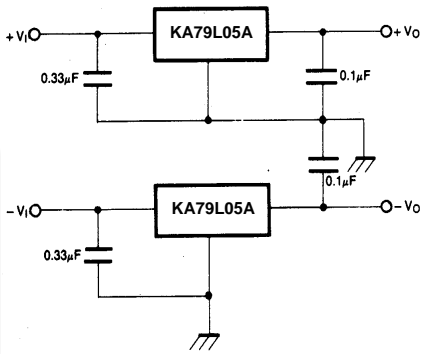 +VI KA79L05A +VO
0.33μF 0.1μF
0.1μF
−VI KA79L05A −VO
0.33μF